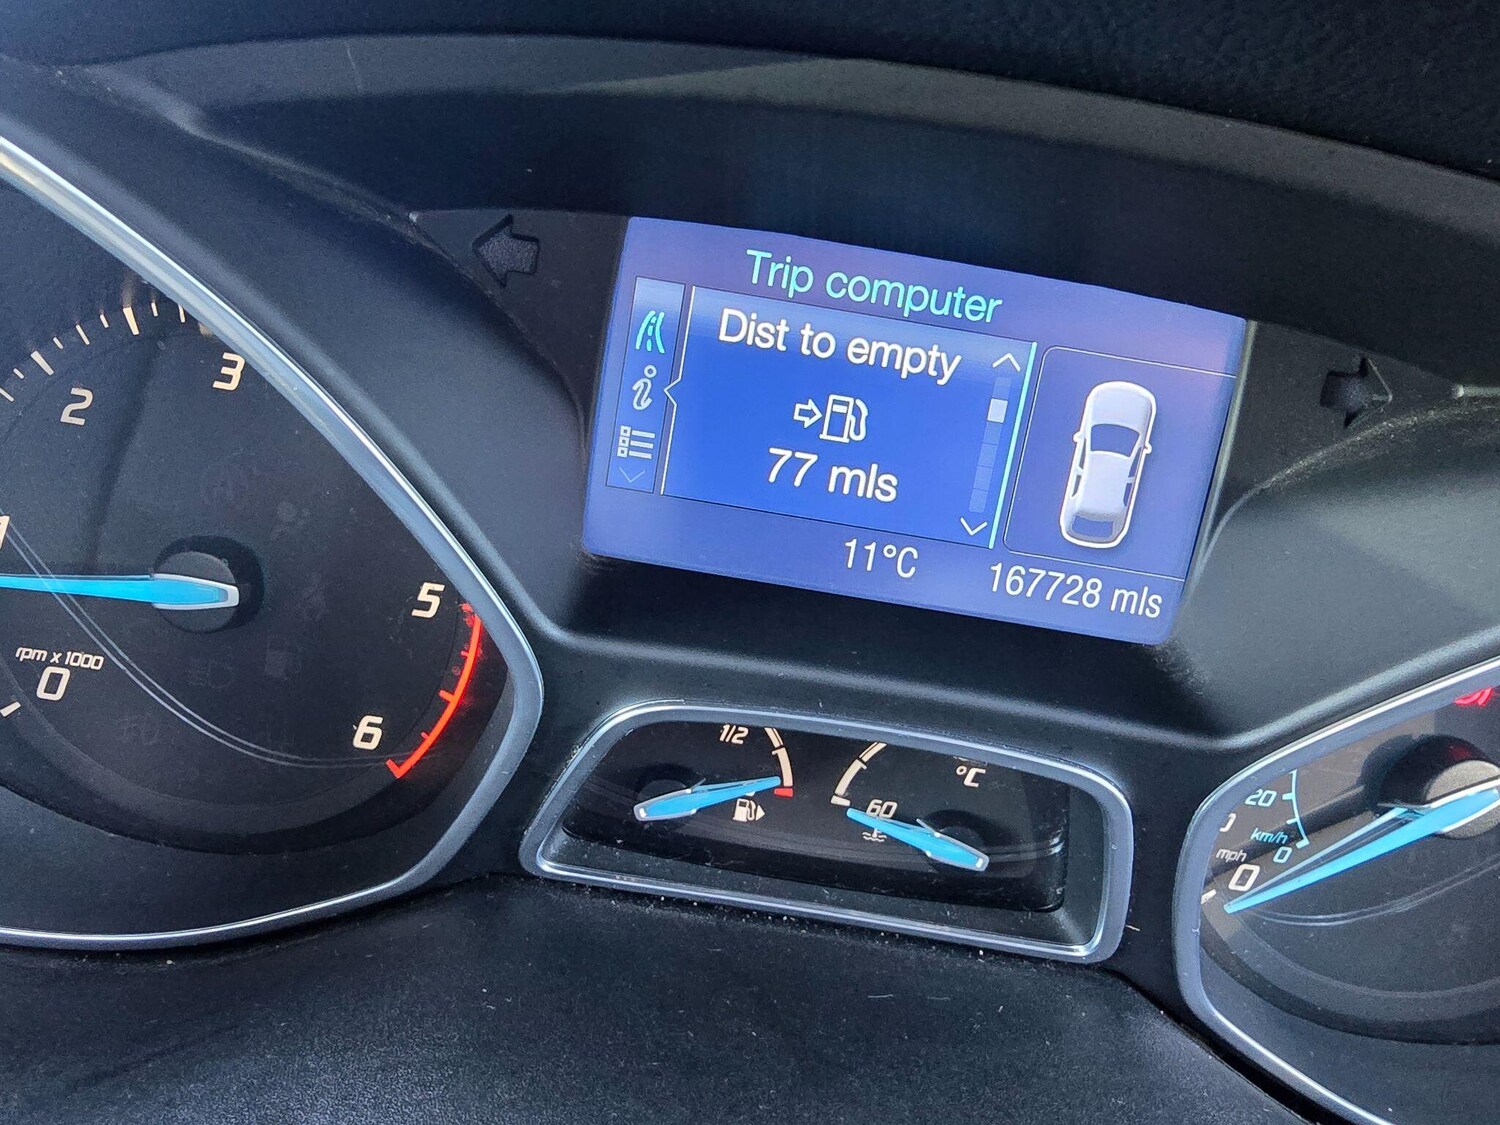 Trip computer
Dist to empty
77 mls
11°C
167728 mls
1
2
3
5
6
rpm x 1000
0
1/2
°C
60
20
km/h
0
mph
0